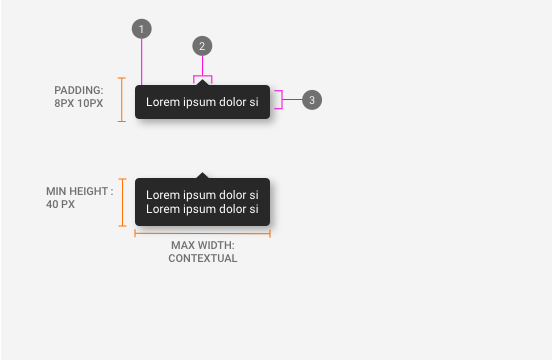 1
2
PADDING:
8PX 10PX
Lorem ipsum dolor si
3
MIN HEIGHT :
40 PX
Lorem ipsum dolor si
Lorem ipsum dolor si
MAX WIDTH:
CONTEXTUAL